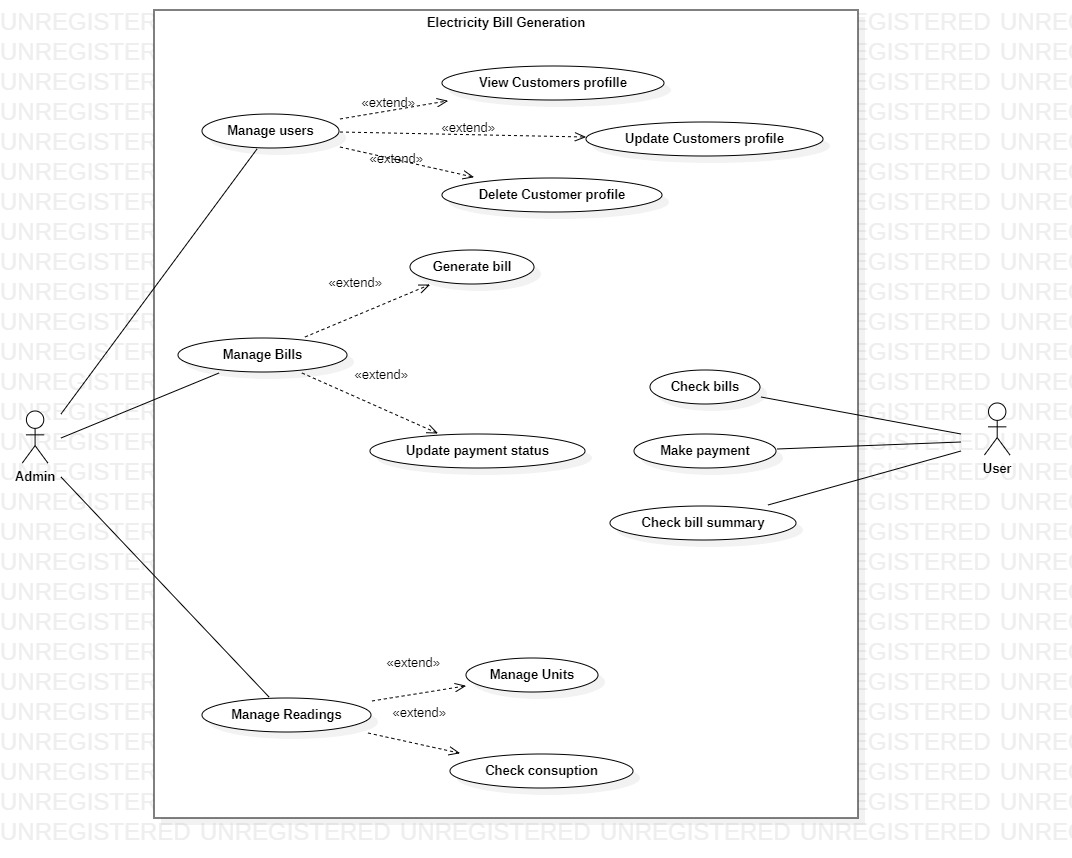 Electricity Bill Generation
View Customers profille
«extend»
Manage users
«extend»
Update Customers profile
«extend»
Delete Customer profile
Generate bill
«extend»
Manage Bills
«extend»
Check bills
Update payment status
Make payment
Admin
User
Check bill summary
«extend»
Manage Units
Manage Readings
«extend»
Check consuption
UNREGISTERED UNREGISTERED UNREGISTERED UNREGISTERED UNREGISTERED UNREG